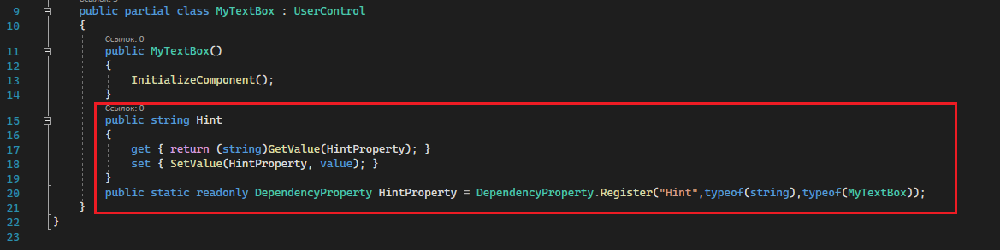 9 public partial class MyTextBox : UserControl
10 {
Ссылок: 0
11 public MyTextBox()
12 {
13 InitializeComponent();
14 }
Ссылок: 0
15 public string Hint
16 {
17 get { return (string)GetValue(HintProperty); }
18 set { SetValue(HintProperty, value); }
19 }
20 public static readonly DependencyProperty HintProperty = DependencyProperty.Register("Hint",typeof(string),typeof(MyTextBox));
21 }
22 }
23